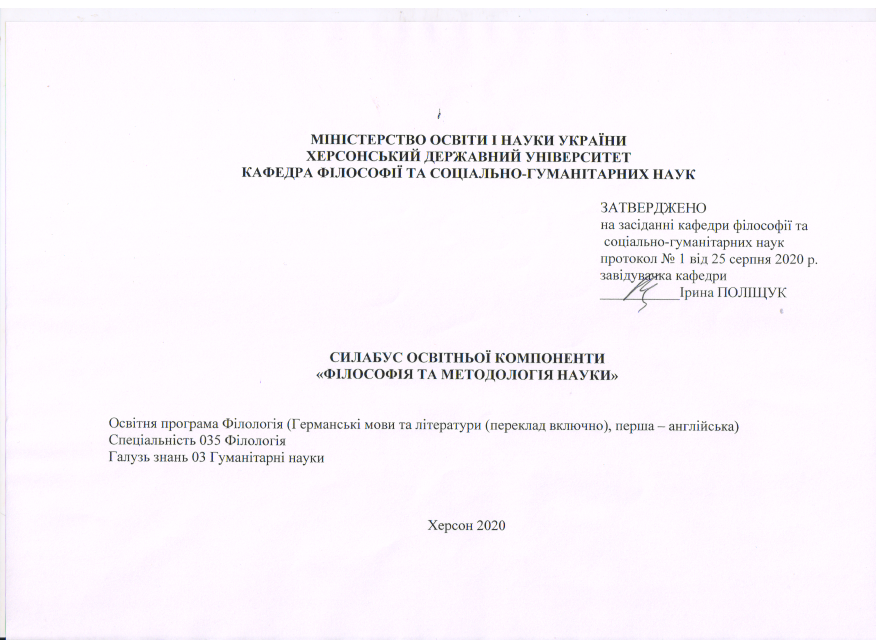 МІНІСТЕРСТВО ОСВІТИ І НАУКИ УКРАЇНИ
ХЕРСОНСЬКИЙ ДЕРЖАВНИЙ УНІВЕРСИТЕТ
КАФЕДРА ФІЛОСОФІЇ ТА СОЦІАЛЬНО-ГУМАНІТАРНИХ НАУК
ЗАТВЕРДЖЕНО
на засіданні кафедри філософії та
соціально-гуманітарних наук
протокол № 1 від 25 серпня 2020 р.
завідувачка кафедри
____________Ірина ПОЛІЩУК
СИЛАБУС ОСВІТНЬОЇ КОМПОНЕНТИ
«ФІЛОСОФІЯ ТА МЕТОДОЛОГІЯ НАУКИ»
Освітня програма Філологія (Германські мови та літератури (переклад включно), перша – англійська)
Спеціальність 035 Філологія
Галузь знань 03 Гуманітарні науки
Херсон 2020